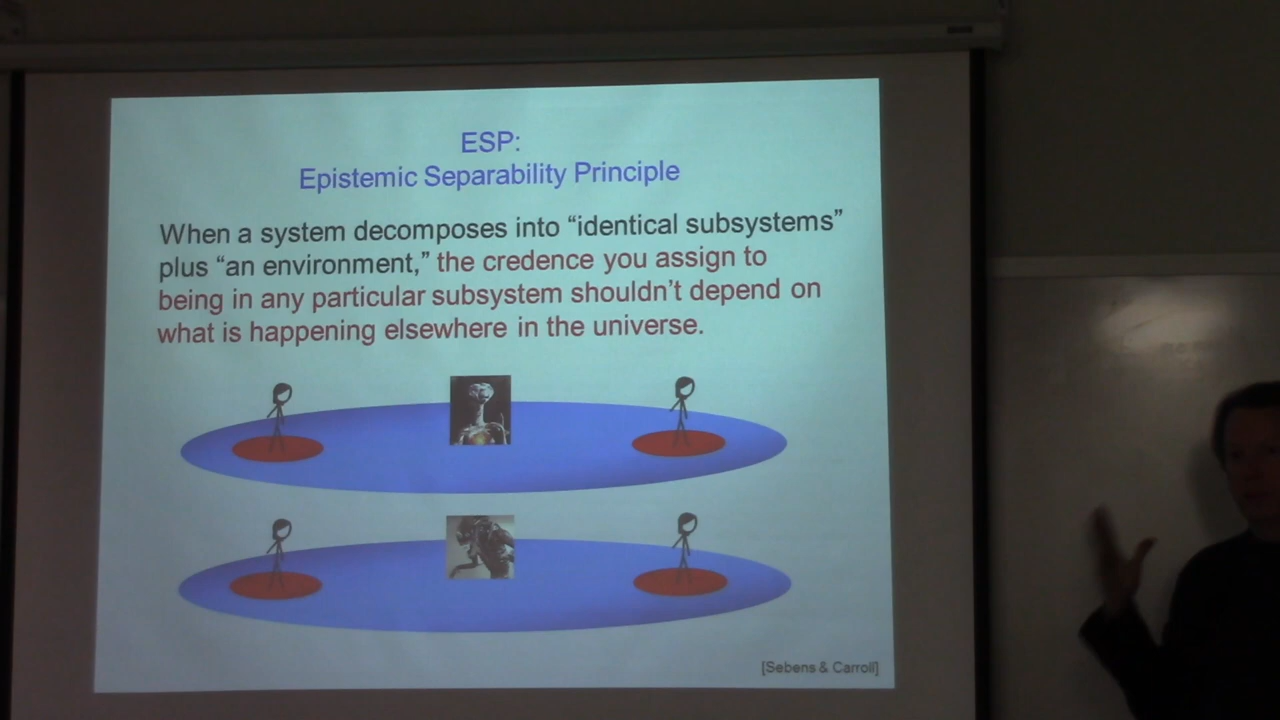 ESP:
Epistemic Separability Principle
When a system decomposes into “identical subsystems”
plus “an environment,” the credence you assign to
being in any particular subsystem shouldn’t depend on
what is happening elsewhere in the universe.
[Sebens & Carroll]